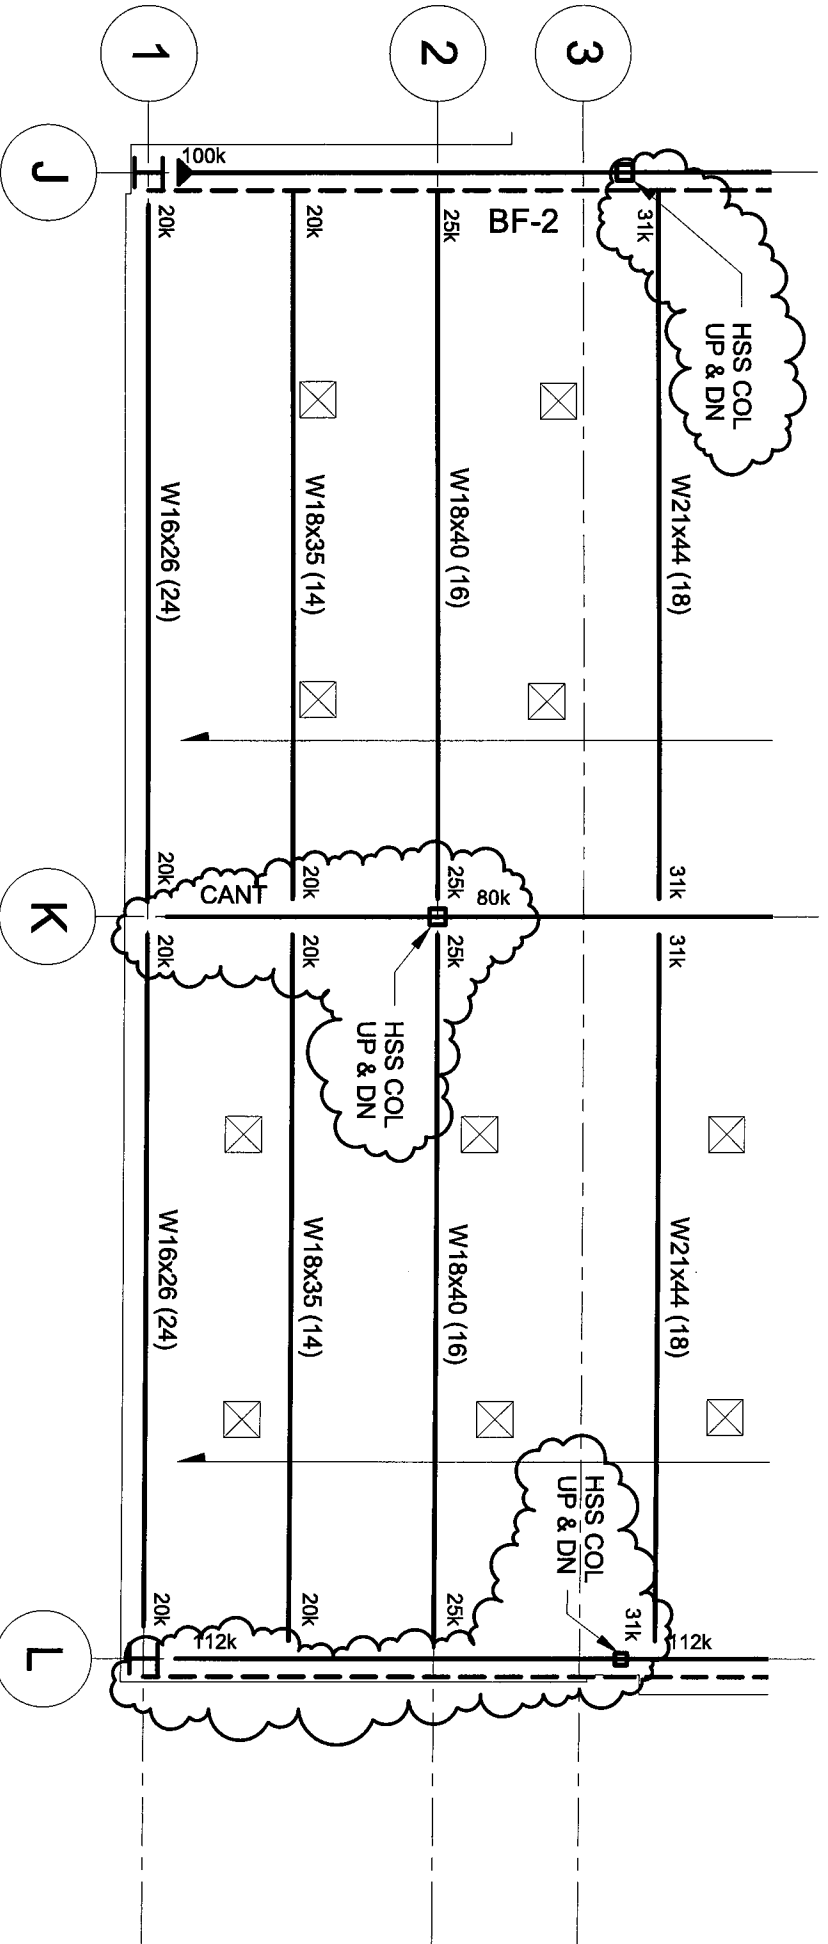 1
2
3
J
K
L
100k
20k
20k
25k
BF-2
31k
HSS COL
UP & DN
W16x26 (24)
W18x35 (14)
W18x40 (16)
W21x44 (18)
20k
20k
25k
31k
CANT
80k
20k
20k
25k
31k
HSS COL
UP & DN
W16x26 (24)
W18x35 (14)
W18x40 (16)
W21x44 (18)
HSS COL
UP & DN
20k
20k
25k
31k
112k
112k